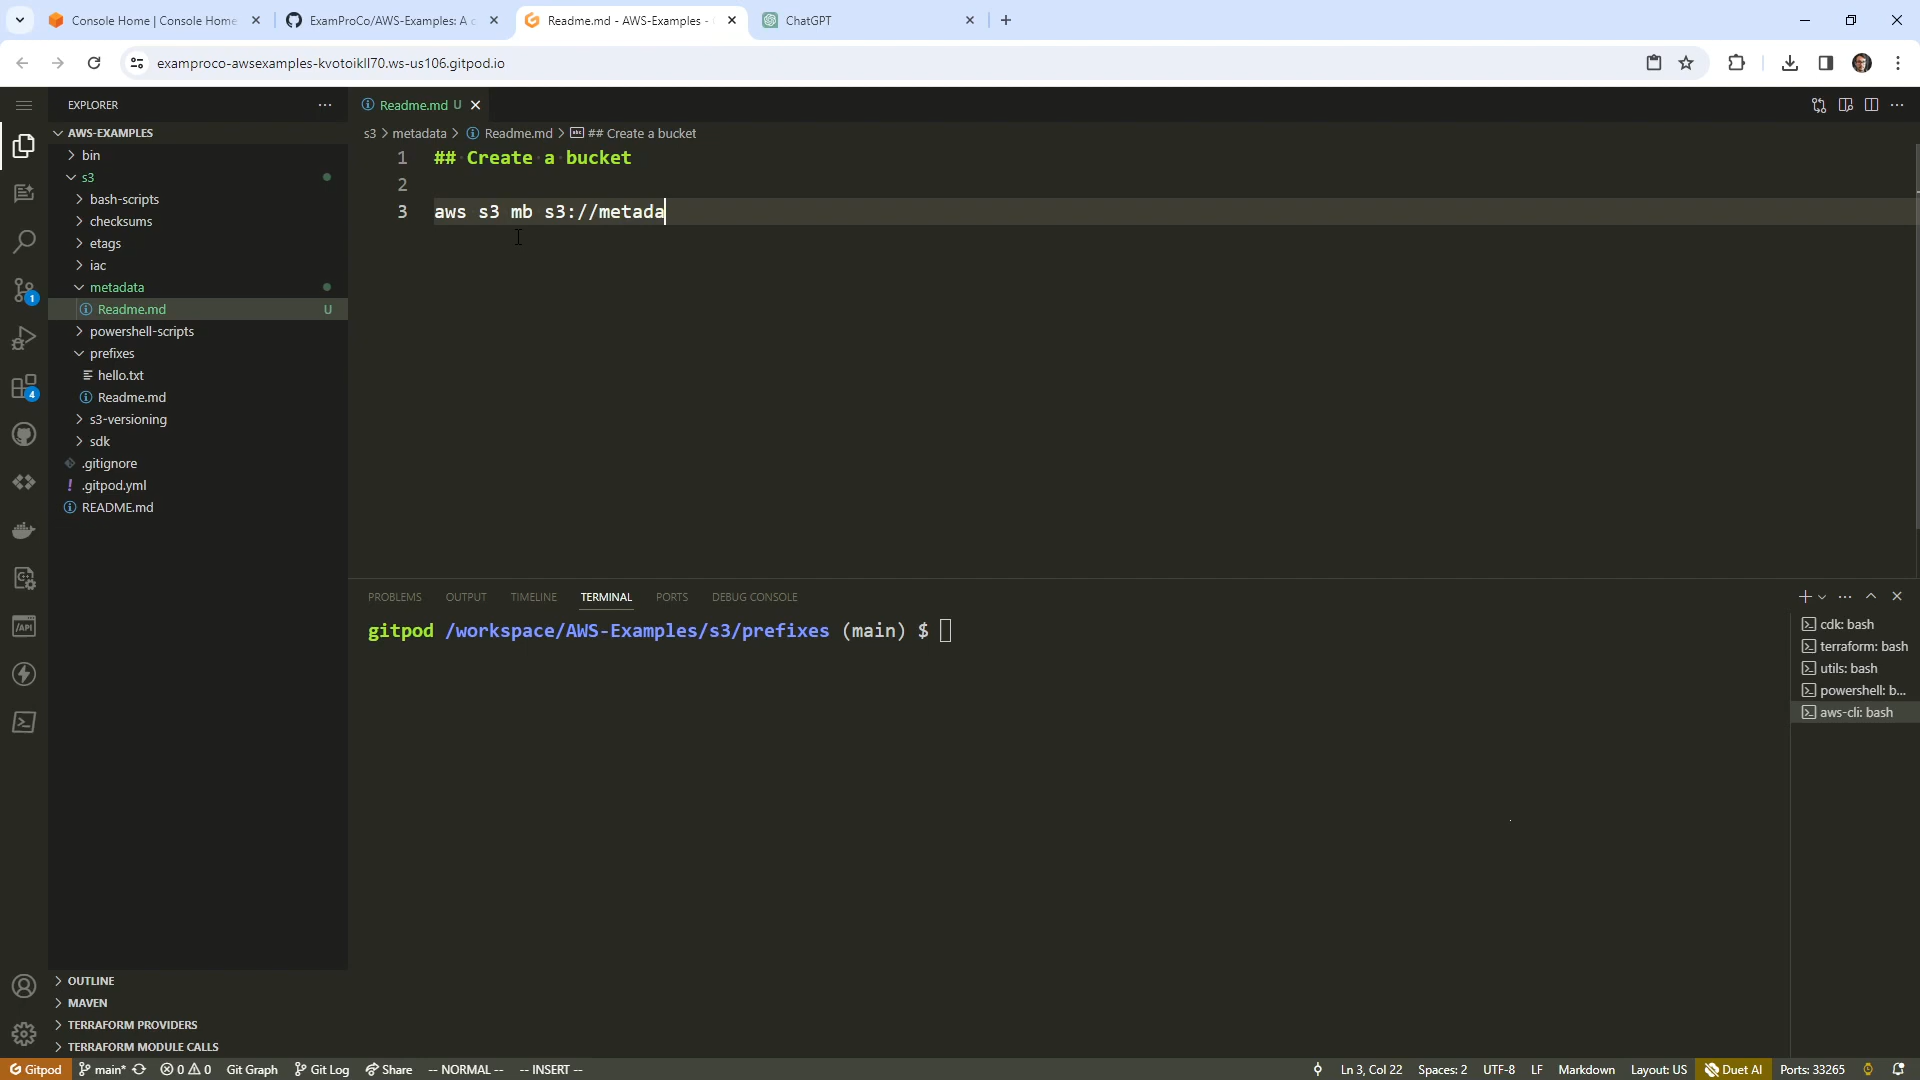 Console Home | Console Home
ExamProCo/AWS-Examples: A c
Readme.md - AWS-Examples -
ChatGPT
examproco-awsexamples-kvotoikll70.ws-us106.gitpod.io
EXPLORER
Readme.md U
AWS-EXAMPLES
s3 > metadata > Readme.md > ## Create a bucket
bin
s3
bash-scripts
checksums
etags
iac
metadata
Readme.md U
powershell-scripts
prefixes
hello.txt
Readme.md
s3-versioning
sdk
.gitignore
.gitpod.yml
README.md
1 ## Create a bucket
2
3 aws s3 mb s3://metada
1
4
PROBLEMS OUTPUT TIMELINE TERMINAL PORTS DEBUG CONSOLE
gitpod /workspace/AWS-Examples/s3/prefixes (main) $
cdk: bash
terraform: bash
utils: bash
powershell: b...
aws-cli: bash
OUTLINE
MAVEN
TERRAFORM PROVIDERS
TERRAFORM MODULE CALLS
Gitpod main* 0 0 Git Graph Git Log Share -- NORMAL -- -- INSERT -- Ln 3, Col 22 Spaces: 2 UTF-8 LF Markdown Layout: US Duet AI Ports: 33265